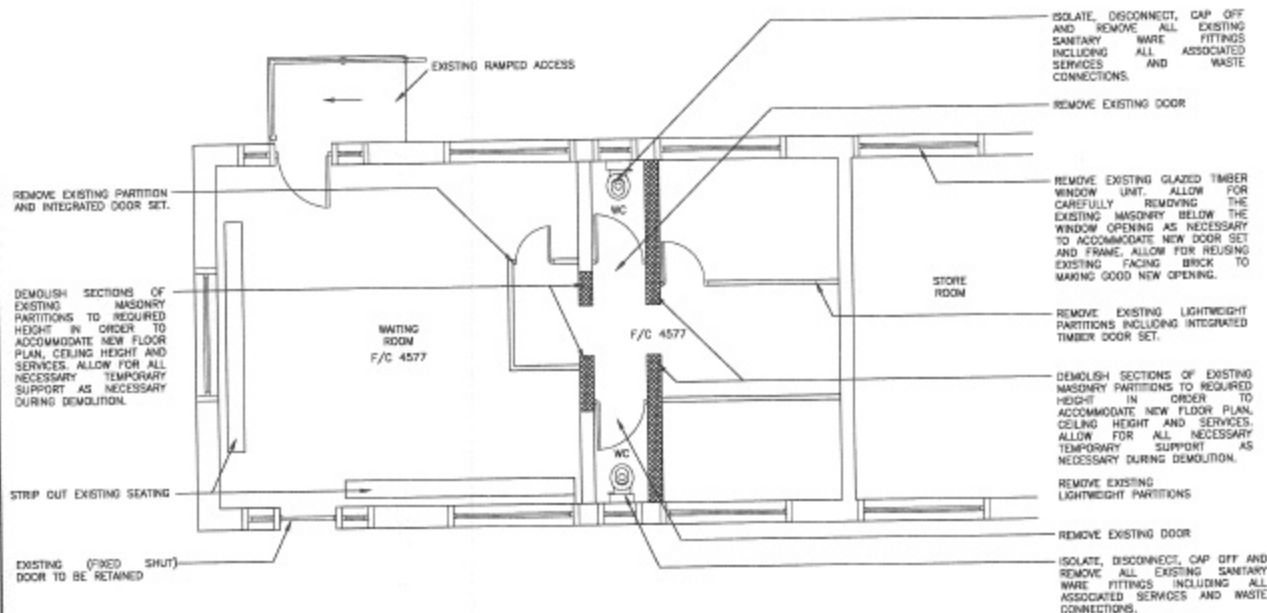 ISOLATE, DISCONNECT, CAP OFF
AND REMOVE ALL EXISTING
SANITARY WARE FITTINGS
INCLUDING ALL ASSOCIATED
SERVICES AND WASTE
CONNECTIONS.
EXISTING RAMPED ACCESS
REMOVE EXISTING DOOR
REMOVE EXISTING PARTITION
AND INTEGRATED DOOR SET.
WC
REMOVE EXISTING GLAZED TIMBER
WINDOW UNIT. ALLOW FOR
CAREFULLY REMOVING THE
EXISTING MASONRY BELOW THE
WINDOW OPENING AS NECESSARY
TO ACCOMMODATE NEW DOOR SET
AND FRAME. ALLOW FOR REUSING
EXISTING FACING BRICK TO
MAKING GOOD NEW OPENING.
STORE
ROOM
DEMOLISH SECTIONS OF
EXISTING MASONRY
PARTITIONS TO REQUIRED
HEIGHT IN ORDER TO
ACCOMMODATE NEW FLOOR
PLAN, CEILING HEIGHT AND
SERVICES. ALLOW FOR ALL
NECESSARY TEMPORARY
SUPPORT AS NECESSARY
DURING DEMOLITION.
WAITING
ROOM
F/C 4577
F/C 4577
REMOVE EXISTING LIGHTWEIGHT
PARTITIONS INCLUDING INTEGRATED
TIMBER DOOR SET.
DEMOLISH SECTIONS OF EXISTING
MASONRY PARTITIONS TO REQUIRED
HEIGHT IN ORDER TO
ACCOMMODATE NEW FLOOR PLAN,
CEILING HEIGHT AND SERVICES.
ALLOW FOR ALL NECESSARY
TEMPORARY SUPPORT AS
NECESSARY DURING DEMOLITION.
WC
REMOVE EXISTING
LIGHTWEIGHT PARTITIONS
STRIP OUT EXISTING SEATING
REMOVE EXISTING DOOR
EXISTING (FIXED SHUT)
DOOR TO BE RETAINED
ISOLATE, DISCONNECT, CAP OFF AND
REMOVE ALL EXISTING SANITARY
WARE FITTINGS INCLUDING ALL
ASSOCIATED SERVICES AND WASTE
CONNECTIONS.